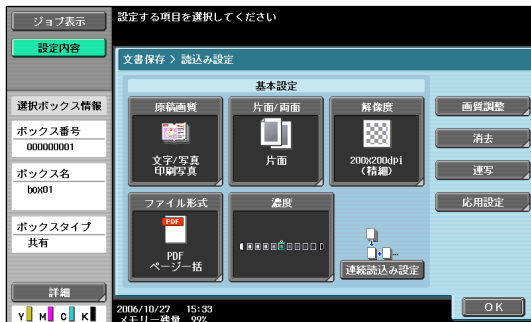 ジョブ表示
設定内容
設定する項目を選択してください
文書保存 > 読込み設定
選択ボックス情報
ボックス番号
000000001
ボックス名
box01
ボックスタイプ
共有
詳細
Y M C K
基本設定
原稿画質
文字/写真
印刷写真
片面/両面
片面
解像度
200x200dpi
(精細)
ファイル形式
PDF
PDF
ページ一括
濃度
連続読込み設定
画質調整
消去
連写
応用設定
2006/10/27 15:33
メモリー残量 99%
OK